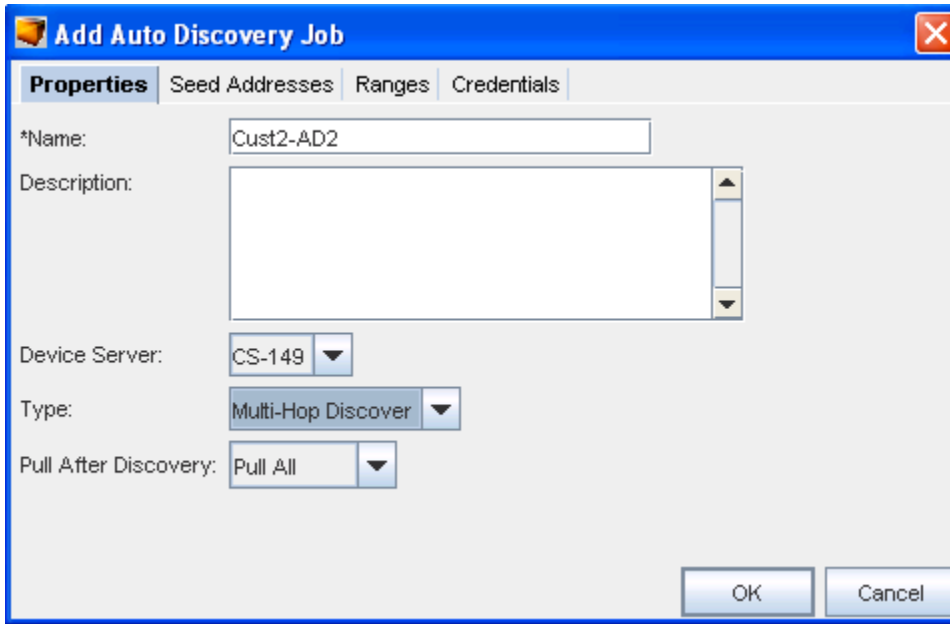 Add Auto Discovery Job
Properties Seed Addresses Ranges Credentials
*Name: Cust2-AD2
Description:
Device Server: CS-149
Type: Multi-Hop Discover
Pull After Discovery: Pull All
OK Cancel